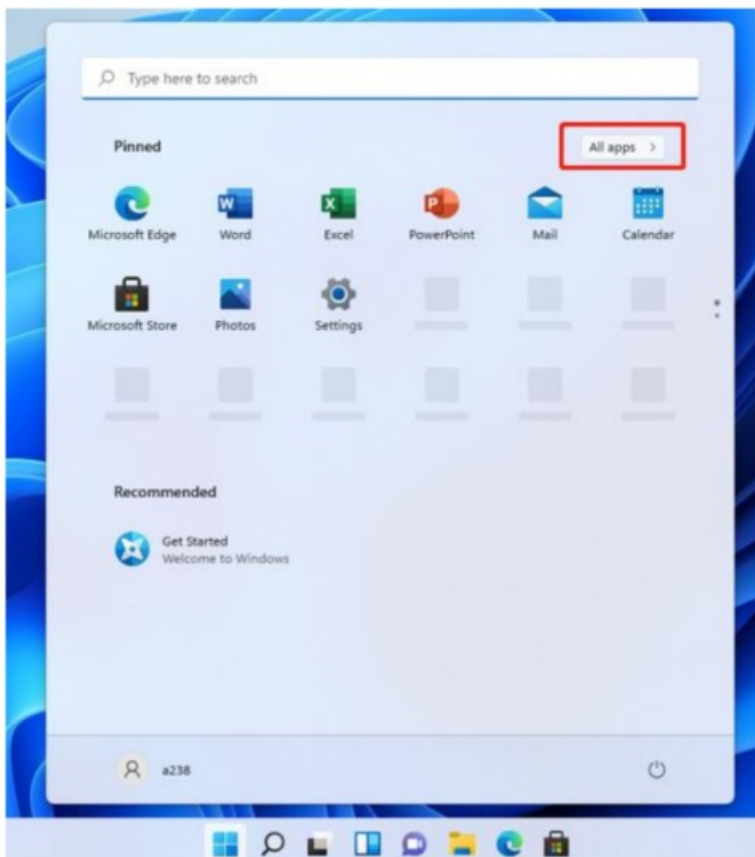 Type here to search
Pinned
All apps >
Microsoft Edge Word Excel PowerPoint Mail Calendar
Microsoft Store Photos Settings
Recommended
Get Started
Welcome to Windows
a238